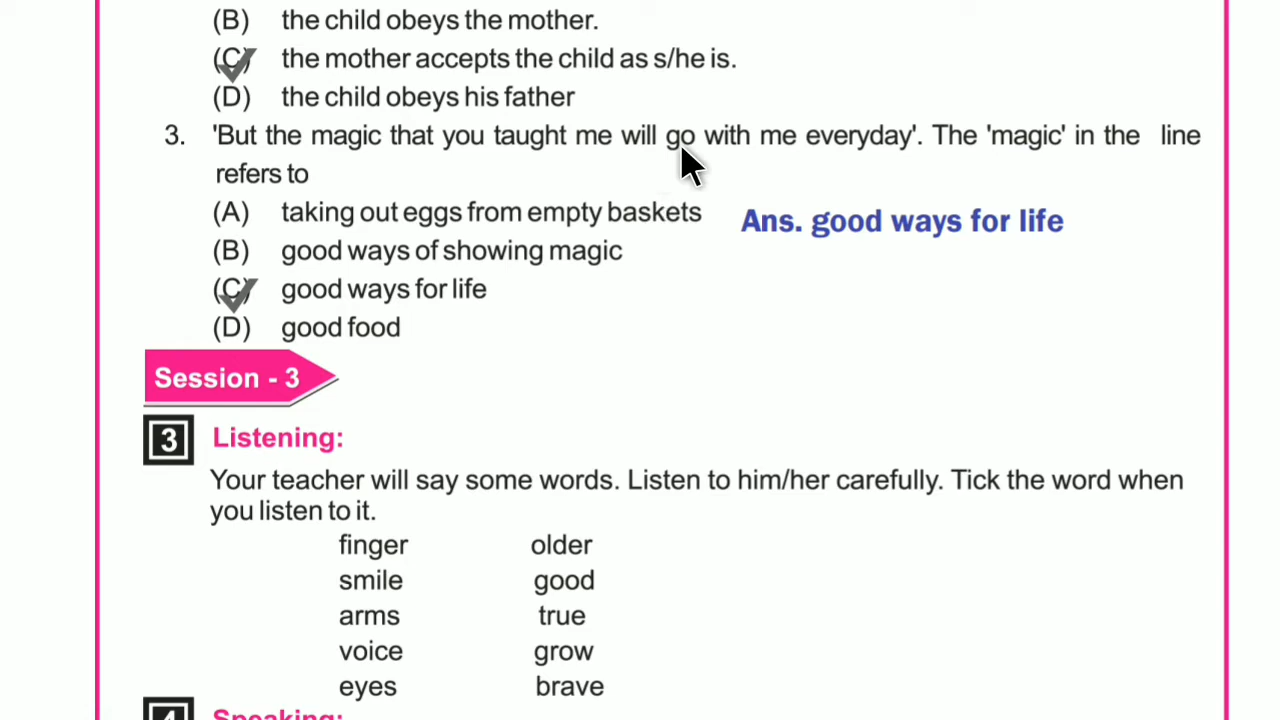 (B) the child obeys the mother.
(C) the mother accepts the child as s/he is.
(D) the child obeys his father
3. 'But the magic that you taught me will go with me everyday'. The 'magic' in the line
refers to
(A) taking out eggs from empty baskets
Ans. good ways for life
(B) good ways of showing magic
(C) good ways for life
(D) good food
Session - 3
3 Listening:
Your teacher will say some words. Listen to him/her carefully. Tick the word when
you listen to it.
finger older
smile good
arms true
voice grow
eyes brave
4 Speaking: